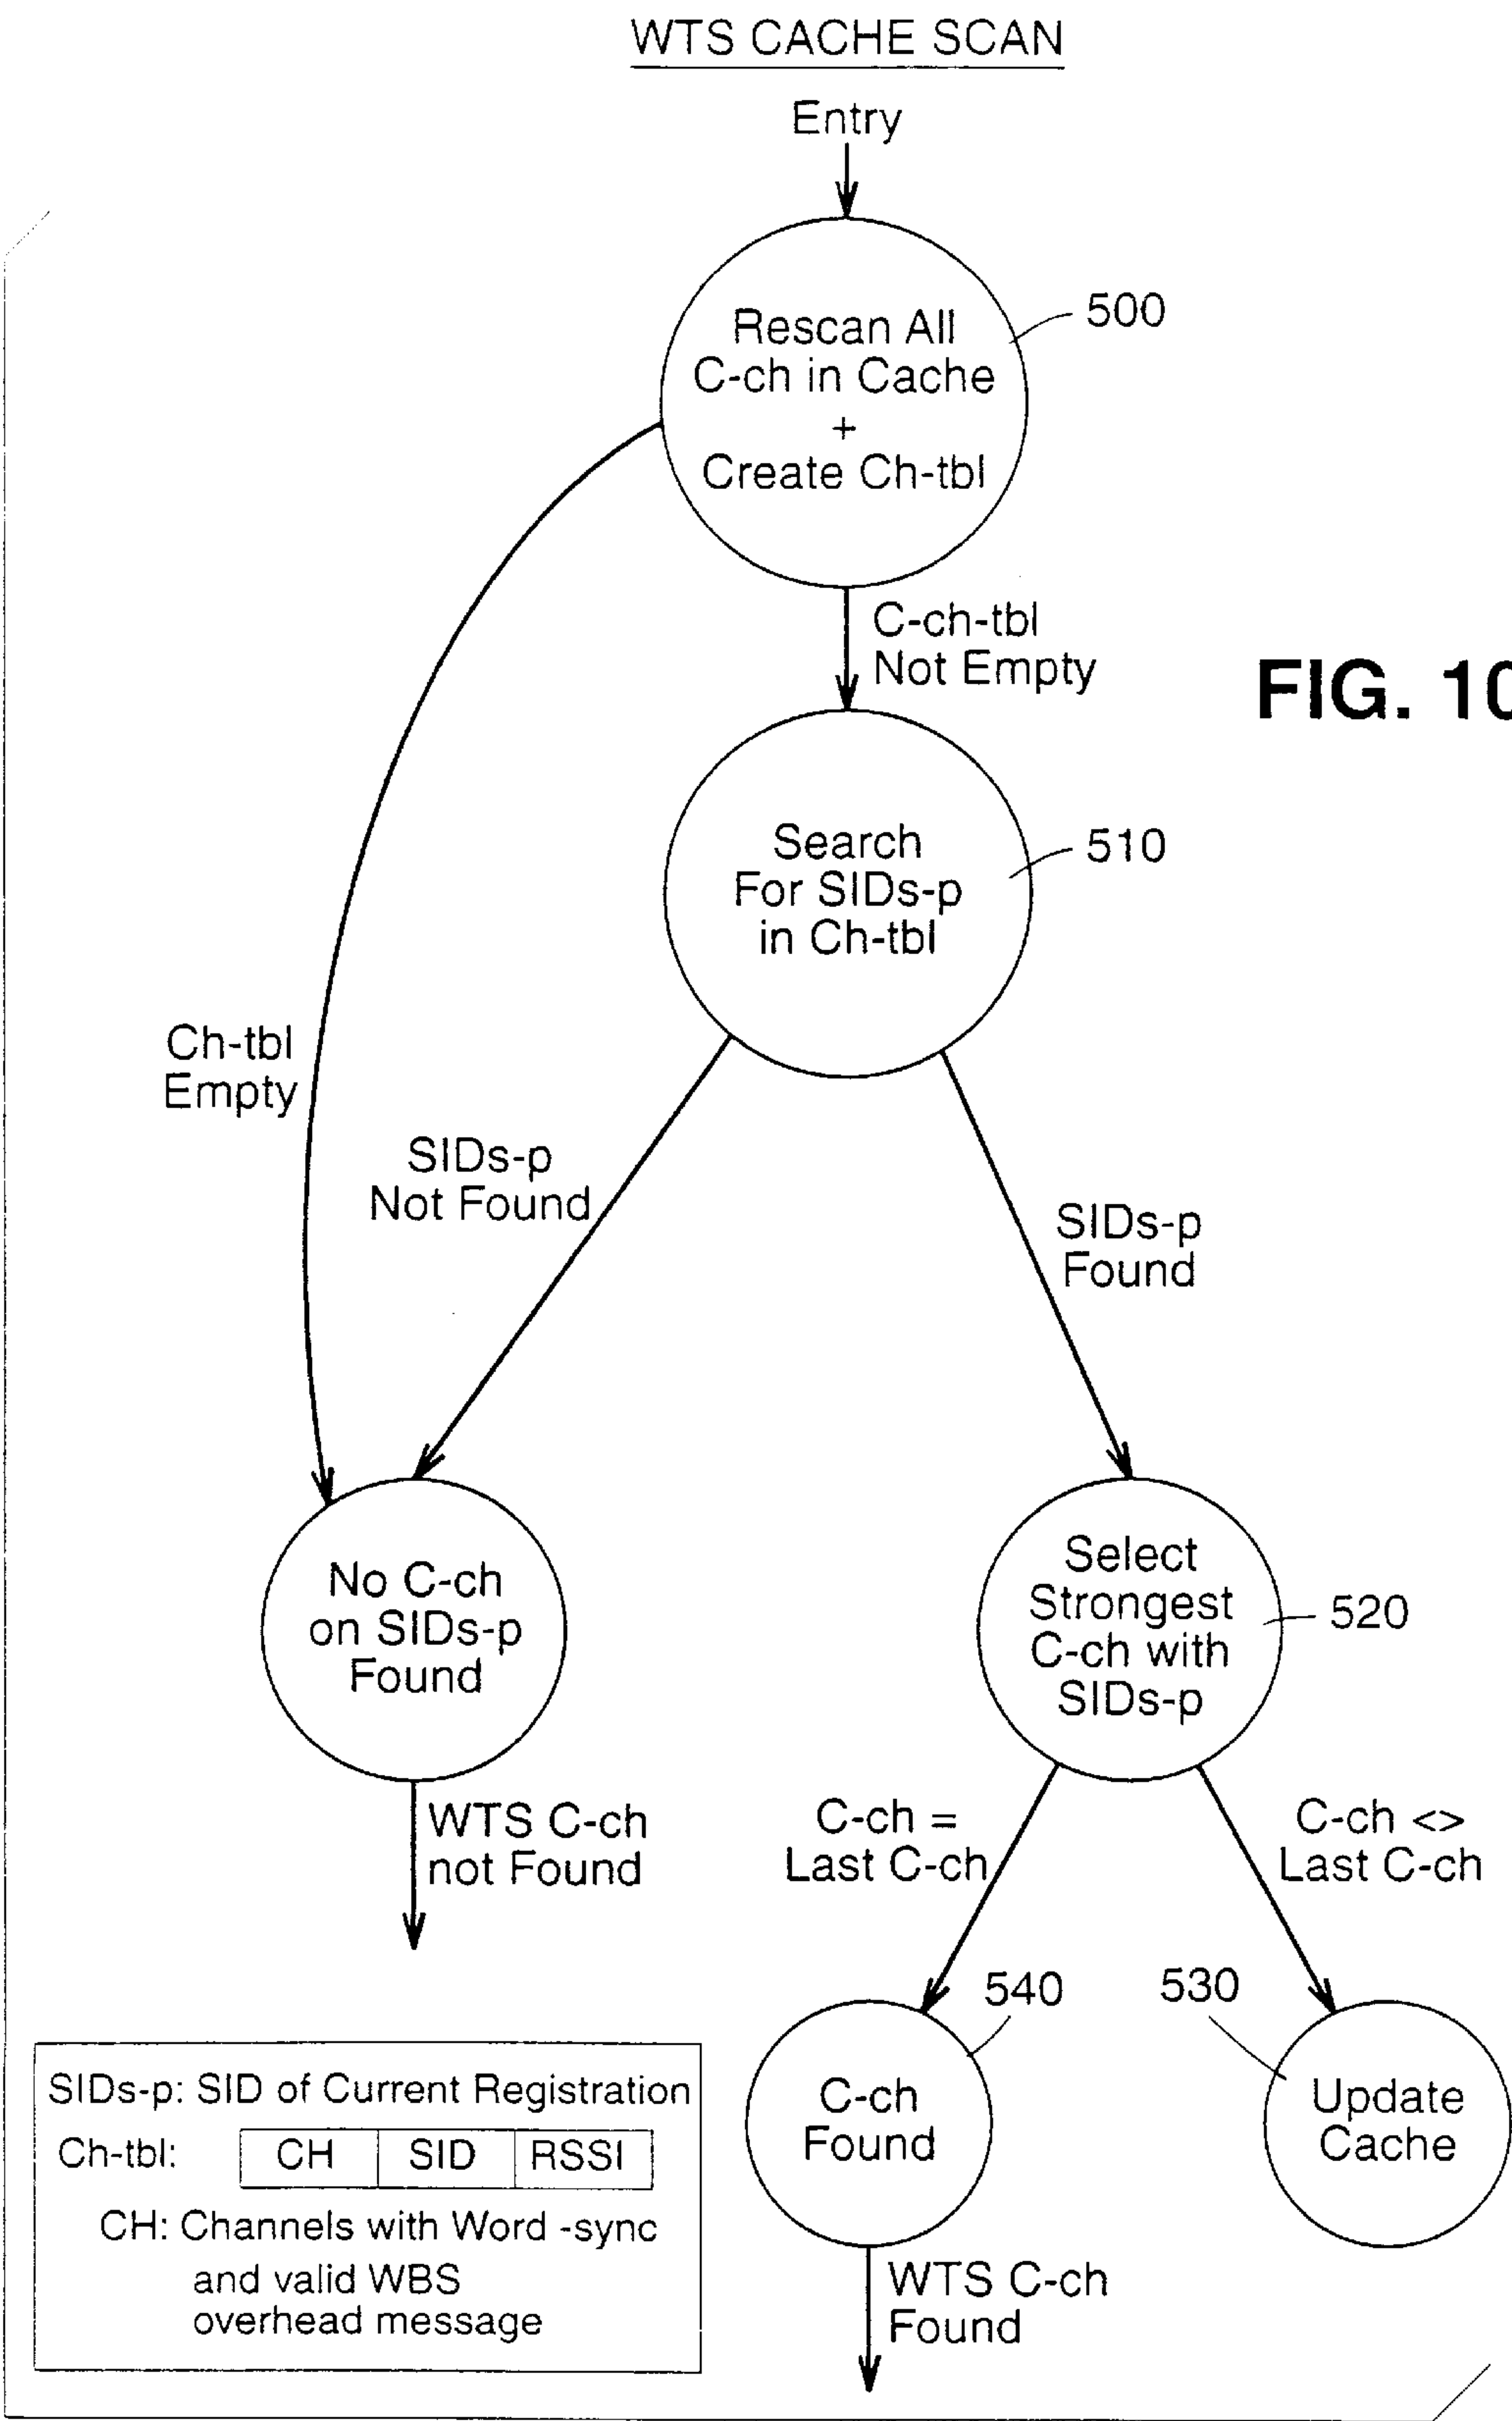 WTS CACHE SCAN
Entry
Rescan All
C-ch in Cache
+
Create Ch-tbl
500
C-ch-tbl
Not Empty
FIG. 10
Search
For SIDs-p
in Ch-tbl
510
Ch-tbl
Empty
SIDs-p
Not Found
SIDs-p
Found
No C-ch
on SIDs-p
Found
Select
Strongest
C-ch with
SIDs-p
520
WTS C-ch
not Found
C-ch =
Last C-ch
C-ch <>
Last C-ch
540
530
C-ch
Found
Update
Cache
WTS C-ch
Found
SIDs-p: SID of Current Registration
Ch-tbl: CH SID RSSI
CH: Channels with Word -sync
and valid WBS
overhead message